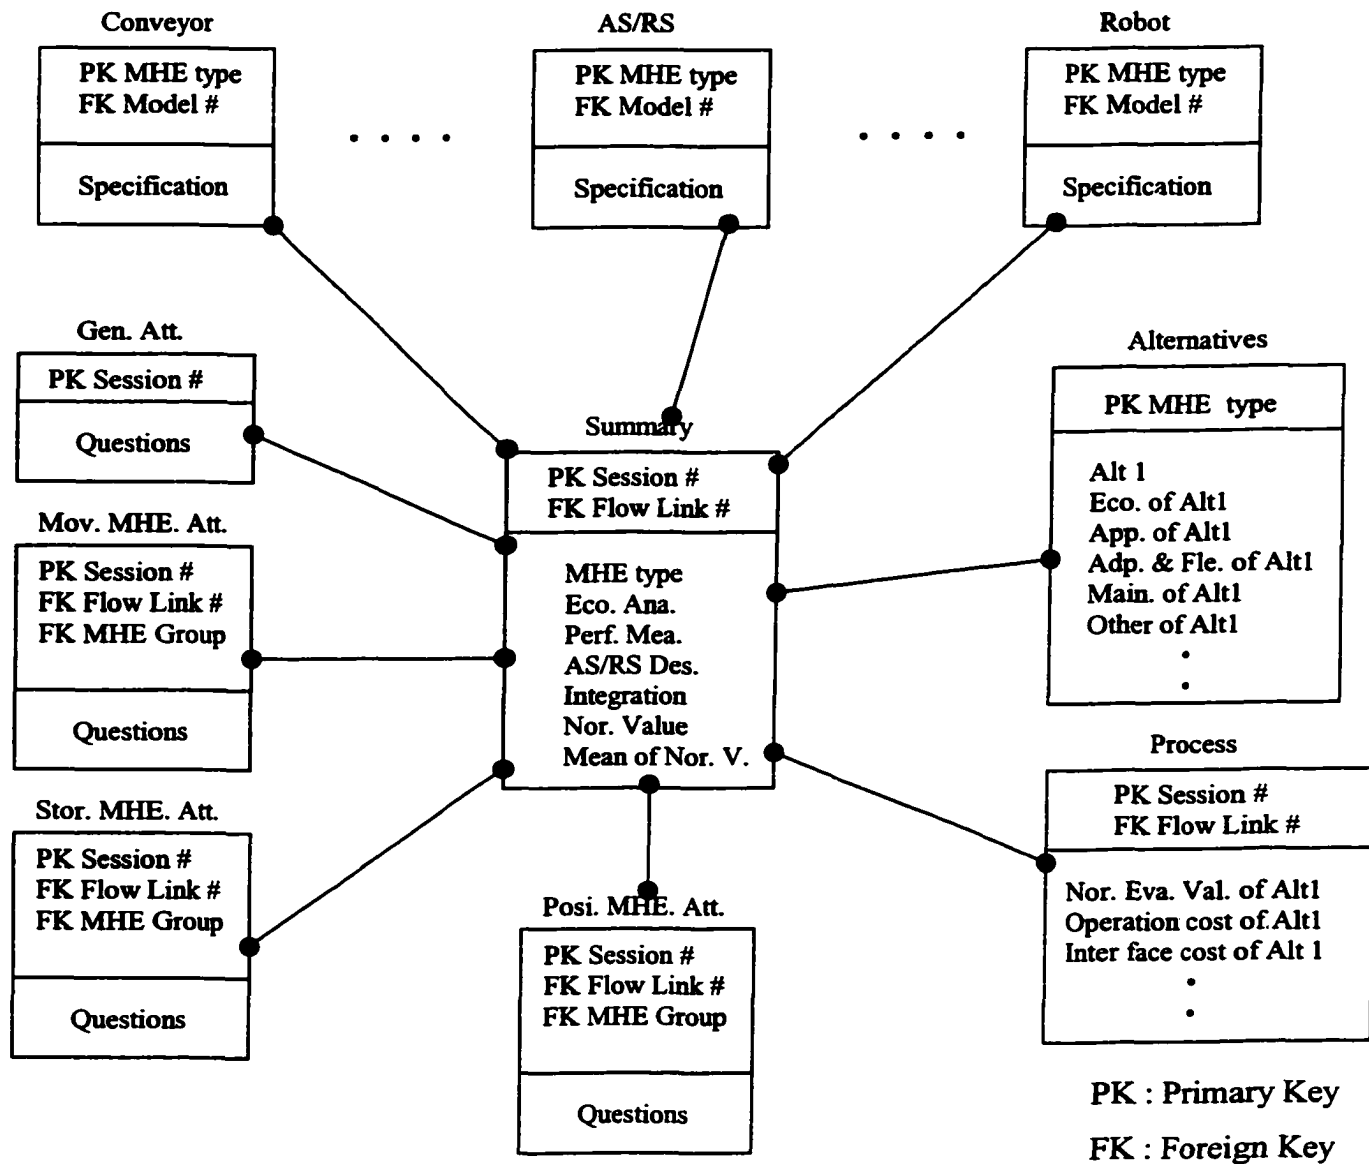 Conveyor
PK MHE type
FK Model #
Specification
. . . .
AS/RS
PK MHE type
FK Model #
Specification
. . . .
Robot
PK MHE type
FK Model #
Specification
Gen. Att.
PK Session #
Questions
Mov. MHE. Att.
PK Session #
FK Flow Link #
FK MHE Group
Questions
Stor. MHE. Att.
PK Session #
FK Flow Link #
FK MHE Group
Questions
Summary
PK Session #
FK Flow Link #
MHE type
Eco. Ana.
Perf. Mea.
AS/RS Des.
Integration
Nor. Value
Mean of Nor. V.
Posi. MHE. Att.
PK Session #
FK Flow Link #
FK MHE Group
Questions
Alternatives
PK MHE type
Alt 1
Eco. of Alt1
App. of Alt1
Adp. & Fle. of Alt1
Main. of Alt1
Other of Alt1
.
.
Process
PK Session #
FK Flow Link #
Nor. Eva. Val. of Alt1
Operation cost of Alt1
Inter face cost of Alt 1
.
.
PK : Primary Key
FK : Foreign Key